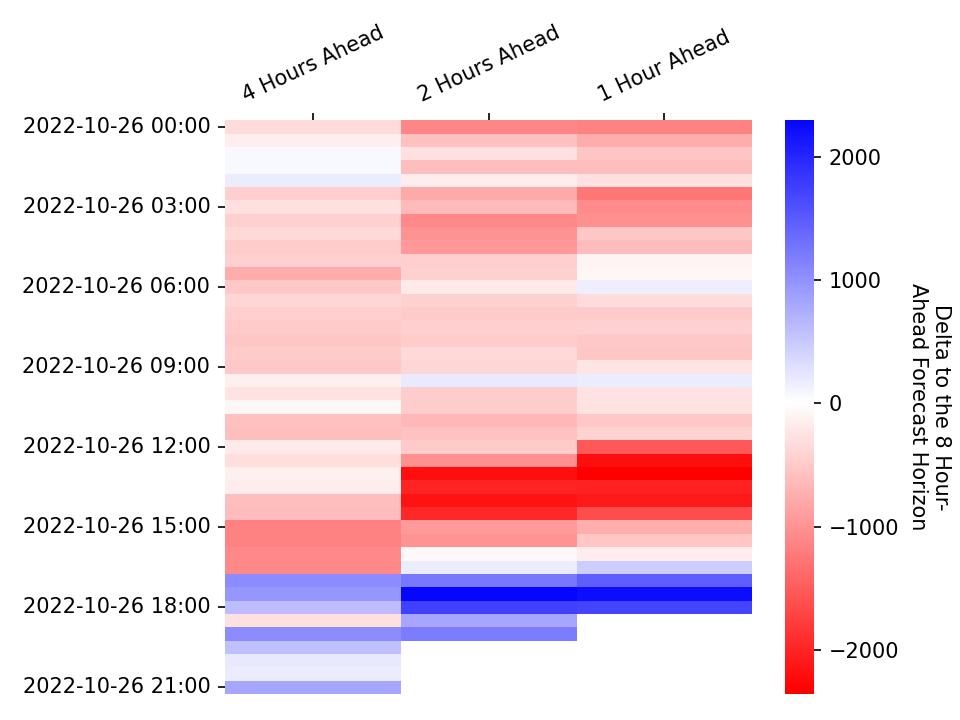 4 Hours Ahead
2 Hours Ahead
1 Hour Ahead
2022-10-26 00:00
2022-10-26 03:00
2022-10-26 06:00
2022-10-26 09:00
2022-10-26 12:00
2022-10-26 15:00
2022-10-26 18:00
2022-10-26 21:00
2000
1000
0
−1000
−2000
Delta to the 8 Hour-
Ahead Forecast Horizon